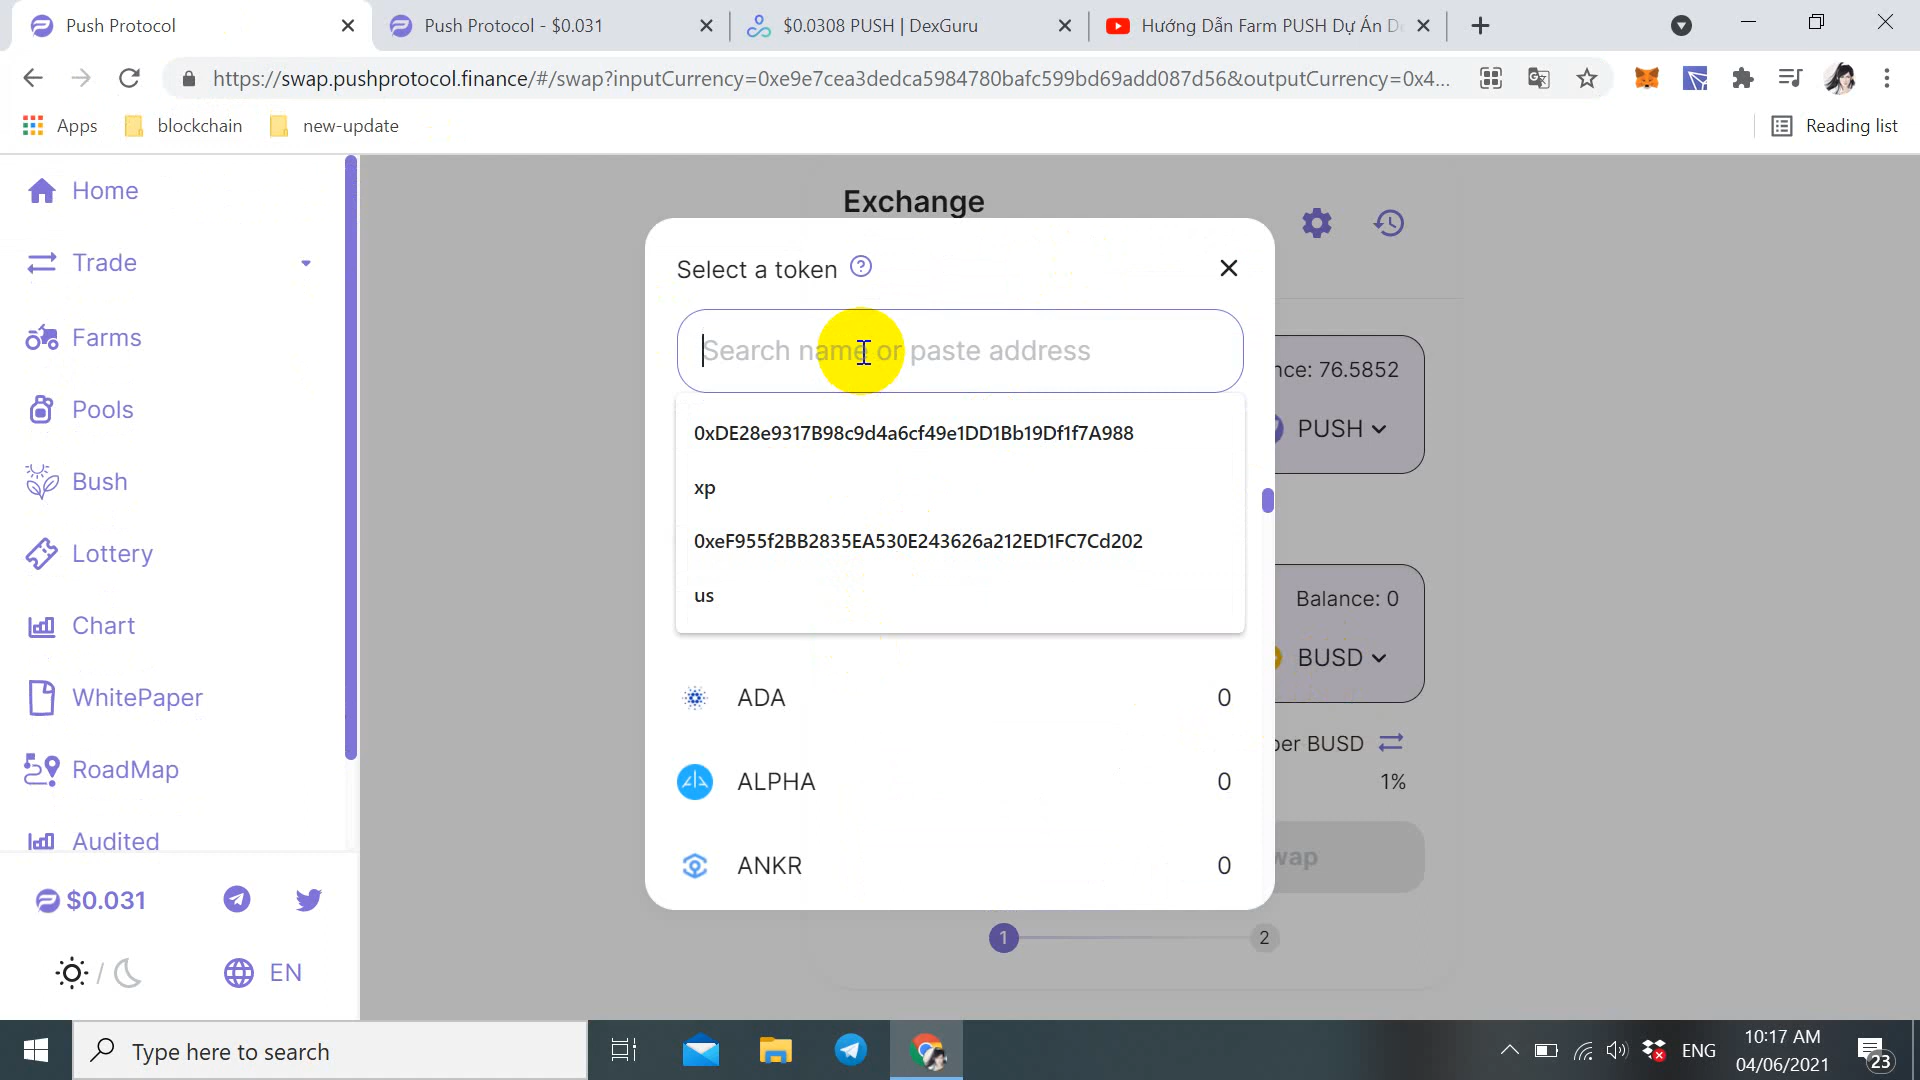 Push Protocol
Push Protocol - $0.031
$0.0308 PUSH | DexGuru
Hướng Dẫn Farm PUSH Dự Án D
https://swap.pushprotocol.finance/#/swap?inputCurrency=0xe9e7cea3dedca5984780bafc599bd69add087d56&outputCurrency=0x4...
Apps
blockchain
new-update
Reading list
Home
Trade
Farms
Pools
Bush
Lottery
Chart
WhitePaper
RoadMap
Audited
$0.031
EN
Exchange
Select a token
Search name or paste address
0xDE28e9317B98c9d4a6cf49e1DD1Bb19Df1f7A988
xp
0xeF955f2BB2835EA530E243626a212ED1FC7Cd202
us
ADA 0
ALPHA 0
ANKR 0
nce: 76.5852
PUSH
Balance: 0
BUSD
per BUSD
1%
wap
1
2
Type here to search
ENG
10:17 AM
04/06/2021
23